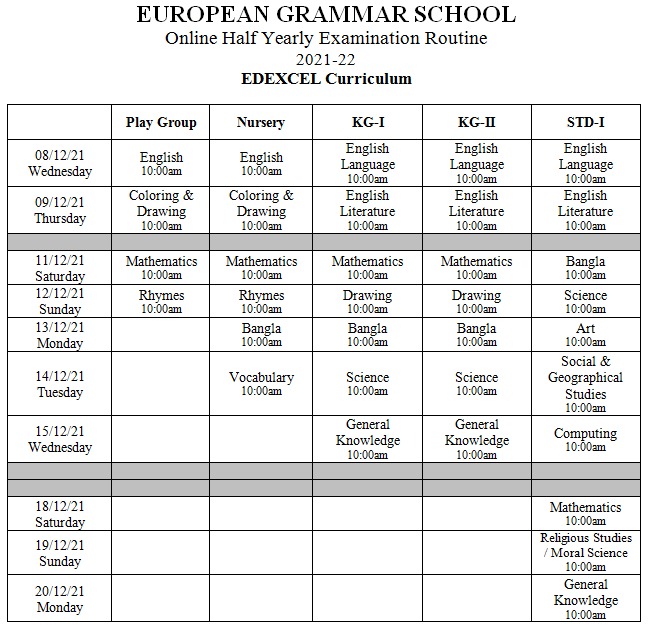 EUROPEAN GRAMMAR SCHOOL
Online Half Yearly Examination Routine
2021-22
EDEXCEL Curriculum
Play Group Nursery KG-I KG-II STD-I
08/12/21
Wednesday
English
10:00am
English
10:00am
English
Language
10:00am
English
Language
10:00am
English
Language
10:00am
09/12/21
Thursday
Coloring &
Drawing
10:00am
Coloring &
Drawing
10:00am
English
Literature
10:00am
English
Literature
10:00am
English
Literature
10:00am
11/12/21
Saturday
Mathematics
10:00am
Mathematics
10:00am
Mathematics
10:00am
Mathematics
10:00am
Bangla
10:00am
12/12/21
Sunday
Rhymes
10:00am
Rhymes
10:00am
Drawing
10:00am
Drawing
10:00am
Science
10:00am
13/12/21
Monday
Bangla
10:00am
Bangla
10:00am
Bangla
10:00am
Art
10:00am
14/12/21
Tuesday
Vocabulary
10:00am
Science
10:00am
Science
10:00am
Social &
Geographical
Studies
10:00am
15/12/21
Wednesday
General
Knowledge
10:00am
General
Knowledge
10:00am
Computing
10:00am
18/12/21
Saturday
Mathematics
10:00am
19/12/21
Sunday
Religious Studies
/ Moral Science
10:00am
20/12/21
Monday
General
Knowledge
10:00am